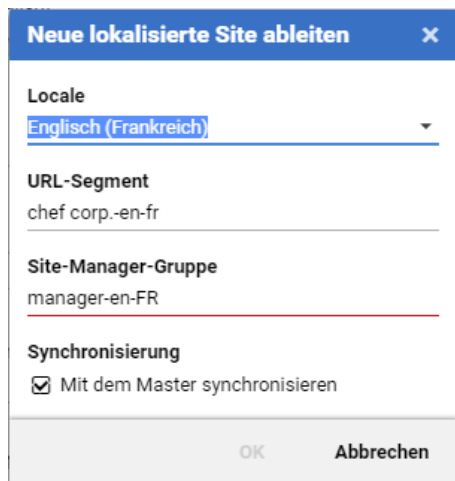 Neue lokalisierte Site ableiten
Locale
Englisch (Frankreich)
URL-Segment
chef corp.-en-fr
Site-Manager-Gruppe
manager-en-FR
Synchronisierung
Mit dem Master synchronisieren
OK Abbrechen